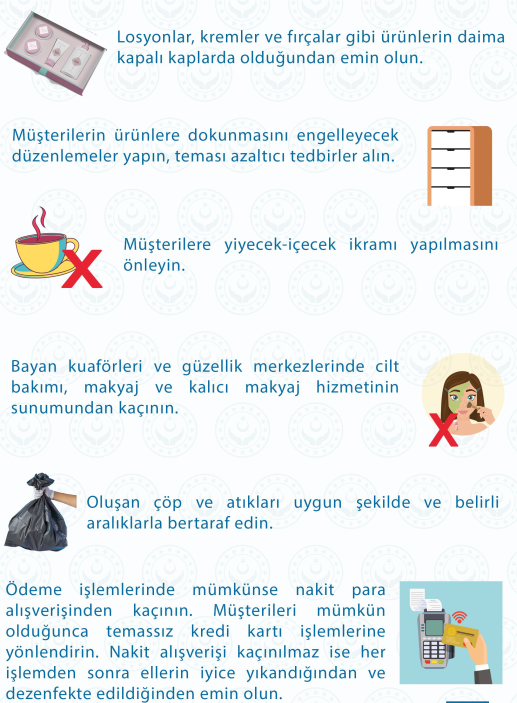 Losyonlar, kremler ve fırçalar gibi ürünlerin daima
kapalı kaplarda olduğundan emin olun.
Müşterilerin ürünlere dokunmasını engelleyecek
düzenlemeler yapın, teması azaltıcı tedbirler alın.
Müşterilere yiyecek-içecek ikramı yapılmasını
önleyin.
Bayan kuaförleri ve güzellik merkezlerinde cilt
bakımı, makyaj ve kalıcı makyaj hizmetinin
sunumundan kaçının.
Oluşan çöp ve atıkları uygun şekilde ve belirli
aralıklarla bertaraf edin.
Ödeme işlemlerinde mümkünse nakit para
alışverişinden kaçının. Müşterileri mümkün
olduğunca temassız kredi kartı işlemlerine
yönlendirin. Nakit alışverişi kaçınılmaz ise her
işlemden sonra ellerin iyice yıkandığından ve
dezenfekte edildiğinden emin olun.